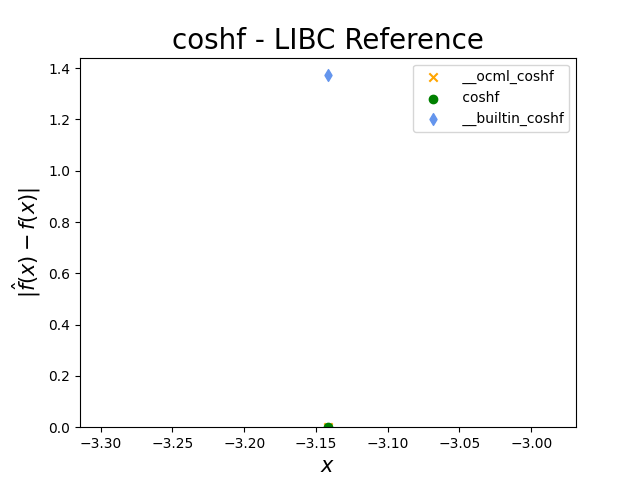 coshf - LIBC Reference
1.4
1.2
1.0
0.8
0.6
0.4
0.2
0.0
|f̂(x) − f(x)|
__ocml_coshf
coshf
__builtin_coshf
−3.30 −3.25 −3.20 −3.15 −3.10 −3.05 −3.00
x